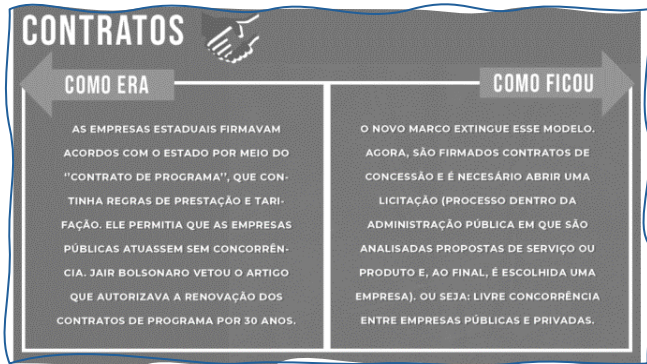 CONTRATOS
COMO ERA
AS EMPRESAS ESTADUAIS FIRMAVAM
ACORDOS COM O ESTADO POR MEIO DO
"CONTRATO DE PROGRAMA", QUE CON-
TINHA REGRAS DE PRESTAÇÃO E TARI-
FAÇÃO. ELE PERMITIA QUE AS EMPRESAS
PÚBLICAS ATUASSEM SEM CONCORRÊN-
CIA. JAIR BOLSONARO VETOU O ARTIGO
QUE AUTORIZAVA A RENOVAÇÃO DOS
CONTRATOS DE PROGRAMA POR 30 ANOS.
COMO FICOU
O NOVO MARCO EXTINGUE ESSE MODELO.
AGORA, SÃO FIRMADOS CONTRATOS DE
CONCESSÃO E É NECESÁRIO ABRIR UMA
LICITAÇÃO (PROCESSO DENTRO DA
ADMINISTRAÇÃO PÚBLICA EM QUE SÃO
ANALISADAS PROPOSTAS DE SERVIÇO OU
PRODUTO E, AO FINAL, É ESCOLHIDA UMA
EMPRESA). OU SEJA: LIVRE CONCORRÊNCIA
ENTRE EMPRESAS PÚBLICAS E PRIVADAS.